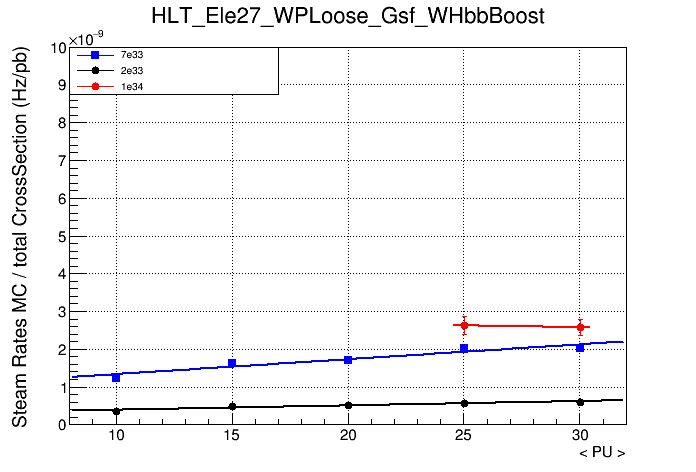 HLT_Ele27_WPLoose_Gsf_WHbbBoost
×10⁻⁹
Steam Rates MC / total CrossSection (Hz/pb)
10
9
8
7
6
5
4
3
2
1
0
7e33
2e33
1e34
10 15 20 25 30
< PU >